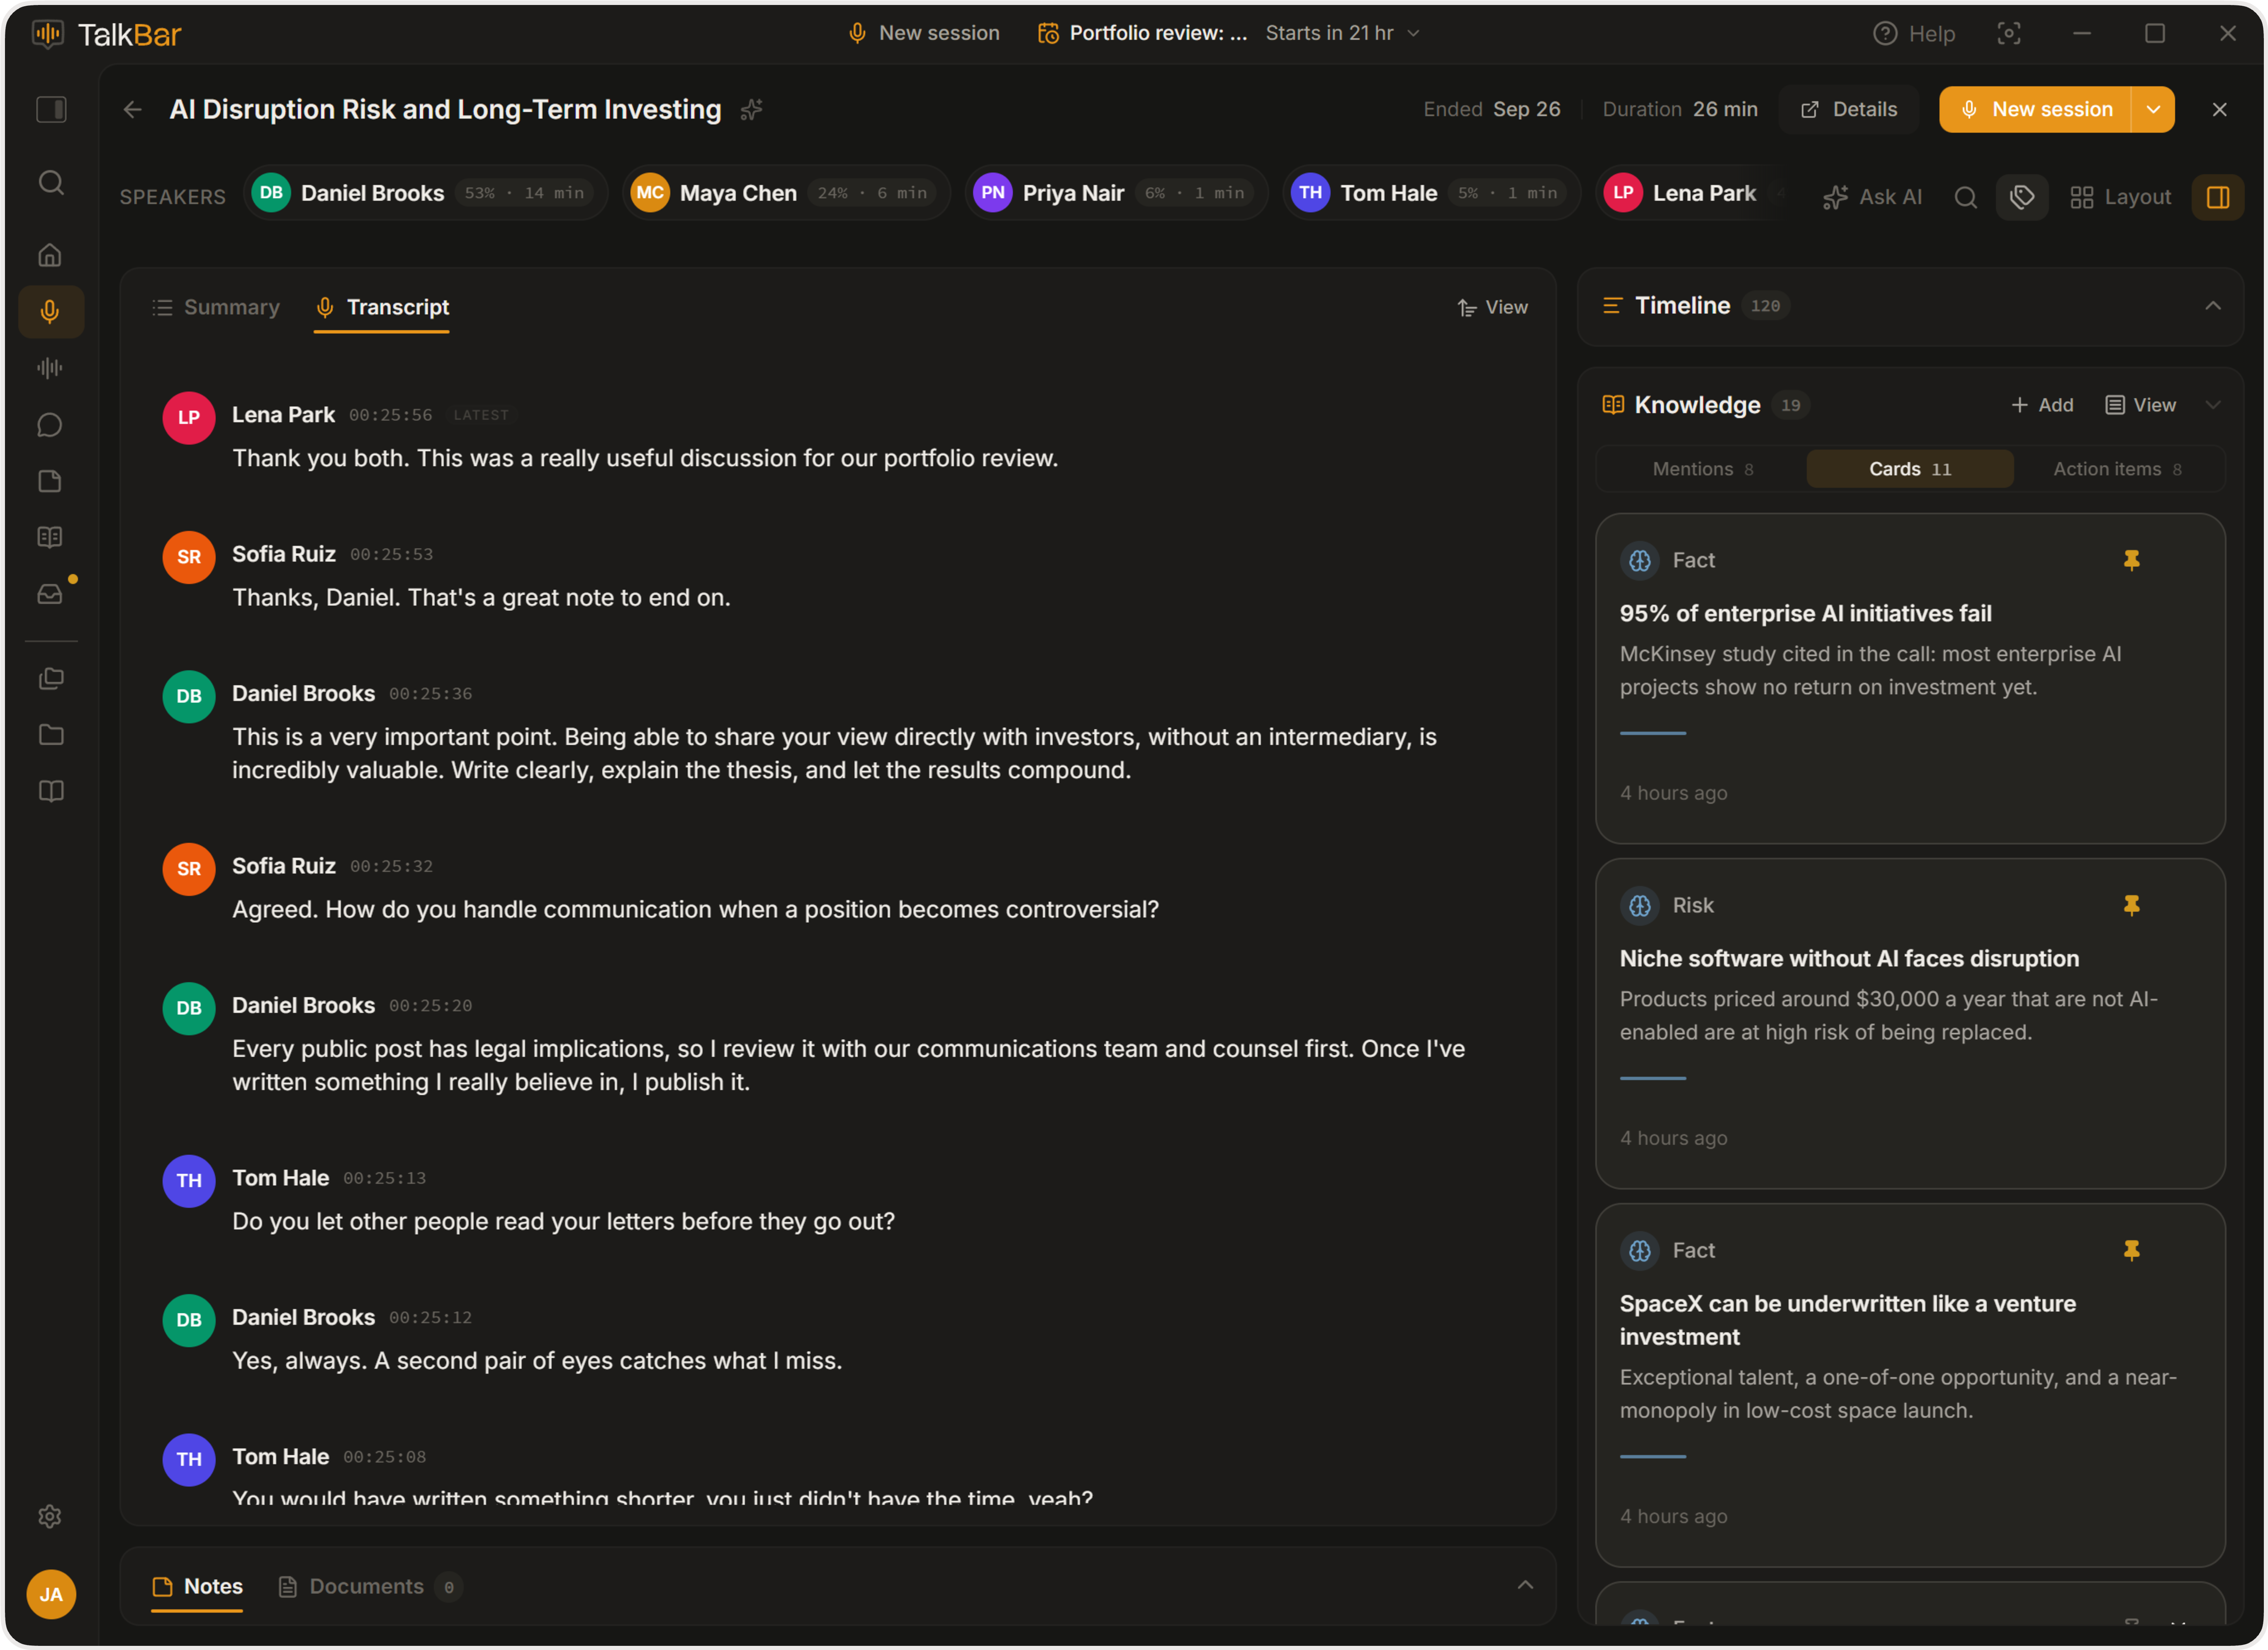 TalkBar
New session
Portfolio review: ... Starts in 21 hr
Help
AI Disruption Risk and Long-Term Investing
Ended Sep 26
Duration 26 min
Details
New session
SPEAKERS
DB Daniel Brooks 53% · 14 min
MC Maya Chen 24% · 6 min
PN Priya Nair 6% · 1 min
TH Tom Hale 5% · 1 min
LP Lena Park
Ask AI
Layout
Summary
Transcript
View
LP Lena Park 00:25:56 LATEST
Thank you both. This was a really useful discussion for our portfolio review.
SR Sofia Ruiz 00:25:53
Thanks, Daniel. That's a great note to end on.
DB Daniel Brooks 00:25:36
This is a very important point. Being able to share your view directly with investors, without an intermediary, is
incredibly valuable. Write clearly, explain the thesis, and let the results compound.
SR Sofia Ruiz 00:25:32
Agreed. How do you handle communication when a position becomes controversial?
DB Daniel Brooks 00:25:20
Every public post has legal implications, so I review it with our communications team and counsel first. Once I've
written something I really believe in, I publish it.
TH Tom Hale 00:25:13
Do you let other people read your letters before they go out?
DB Daniel Brooks 00:25:12
Yes, always. A second pair of eyes catches what I miss.
TH Tom Hale 00:25:08
You would have written something shorter, you just didn't have the time, yeah?
Notes
Documents 0
Timeline 120
Knowledge 19
Add
View
Mentions 8
Cards 11
Action items 8
Fact
95% of enterprise AI initiatives fail
McKinsey study cited in the call: most enterprise AI
projects show no return on investment yet.
4 hours ago
Risk
Niche software without AI faces disruption
Products priced around $30,000 a year that are not AI-
enabled are at high risk of being replaced.
4 hours ago
Fact
SpaceX can be underwritten like a venture
investment
Exceptional talent, a one-of-one opportunity, and a near-
monopoly in low-cost space launch.
4 hours ago
JA